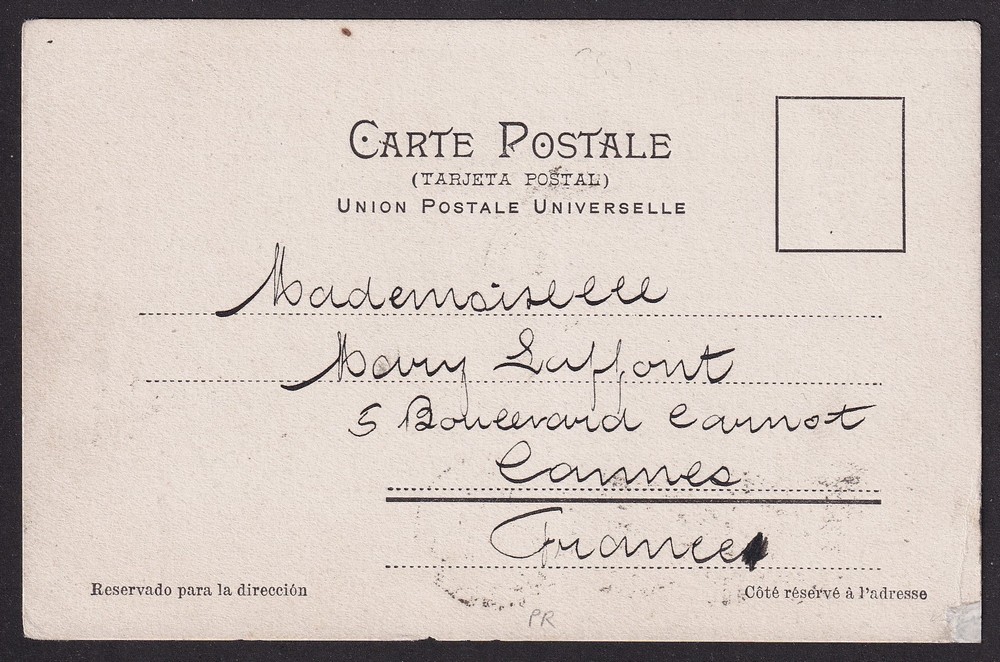 CARTE POSTALE
(TARJETA POSTAL)
UNION POSTALE UNIVERSELLE
Mademoiselle
Mary Laffont
5 Boulevard Carnot
Cannes
France
Reservado para la dirección
Côté réservé à l'adresse
PR